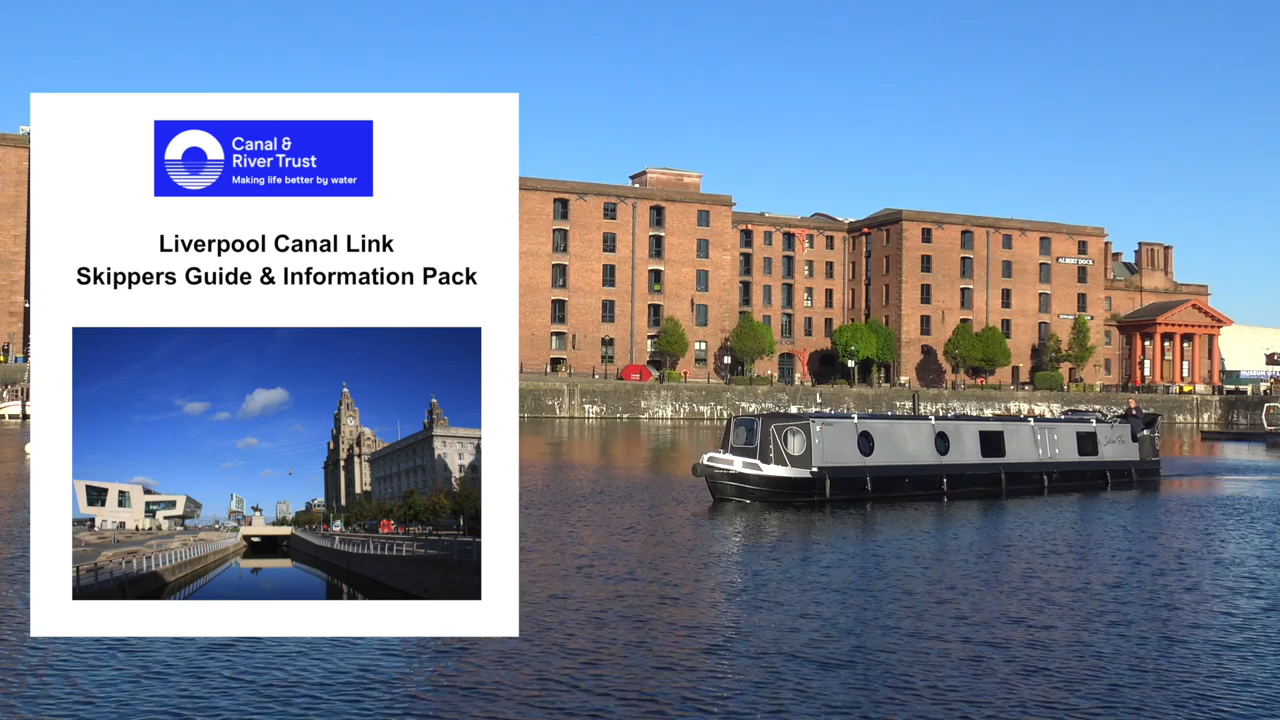 Canal &
River Trust
Making life better by water
Liverpool Canal Link
Skippers Guide & Information Pack
ALBERT DOCK